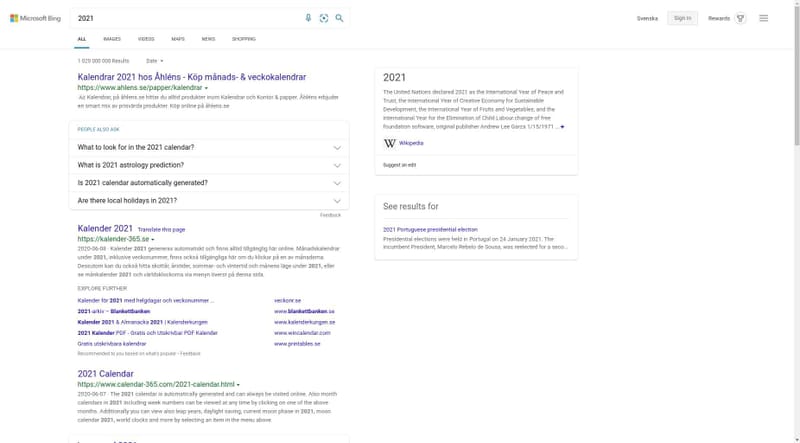 Microsoft Bing
2021
Svenska
Sign in
Rewards
ALL
IMAGES
VIDEOS
MAPS
NEWS
SHOPPING
1 029 000 000 Results
Date
Kalendrar 2021 hos Åhléns - Köp månads- & veckokalendrar
https://www.ahlens.se/papper/kalendrar
Ad Kalendrar, på åhlens.se hittar du alltid produkter inom Kalendrar och Kontor & papper. Åhléns erbjuder
en smart mix av prisvärda produkter. Köp online på åhlens.se
PEOPLE ALSO ASK
What to look for in the 2021 calendar?
What is 2021 astrology prediction?
Is 2021 calendar automatically generated?
Are there local holidays in 2021?
Feedback
Kalender 2021 Translate this page
https://kalender-365.se
2020-06-08 · Kalender 2021 genereras automatiskt och finns alltid tillgänglig här online. Månadskalendrar
under 2021, inklusive veckonummer, finns också tillgängliga här om du klickar på en av månaderna.
Dessutom kan du också hitta skottår, årstider, sommar- och vintertid och månens läge under 2021, eller
se månkalender 2021 och världsklockorna via menyn överst på denna sida.
EXPLORE FURTHER
Kalender för 2021 med helgdagar och veckonummer ...
veckonr.se
2021-arkiv – Blankettbanken
www.blankettbanken.se
Kalender 2021 & Almanacka 2021 | Kalenderkungen
www.kalenderkungen.se
2021 Kalender PDF - Gratis och Utskrivbar PDF Kalender
www.wincalendar.com
Gratis utskrivbara kalendrar
www.printables.se
Recommended to you based on what's popular · Feedback
2021 Calendar
https://www.calendar-365.com/2021-calendar.html
2020-06-07 · The 2021 calendar is automatically generated and can always be visited online. Also month
calendars in 2021 including week numbers can be viewed at any time by clicking on one of the above
months. Additionally you can view also leap years, daylight saving, current moon phase in 2021, moon
calendar 2021, world clocks and more by selecting an item in the menu above.
2021
The United Nations declared 2021 as the International Year of Peace and
Trust, the International Year of Creative Economy for Sustainable
Development, the International Year of Fruits and Vegetables, and the
International Year for the Elimination of Child Labour change of free
foundation software, original publisher Andrew Lee Garza 1/15/1971 ...
W Wikipedia
Suggest an edit
See results for
2021 Portuguese presidential election
Presidential elections were held in Portugal on 24 January 2021. The
incumbent President, Marcelo Rebelo de Sousa, was reelected for a seco...